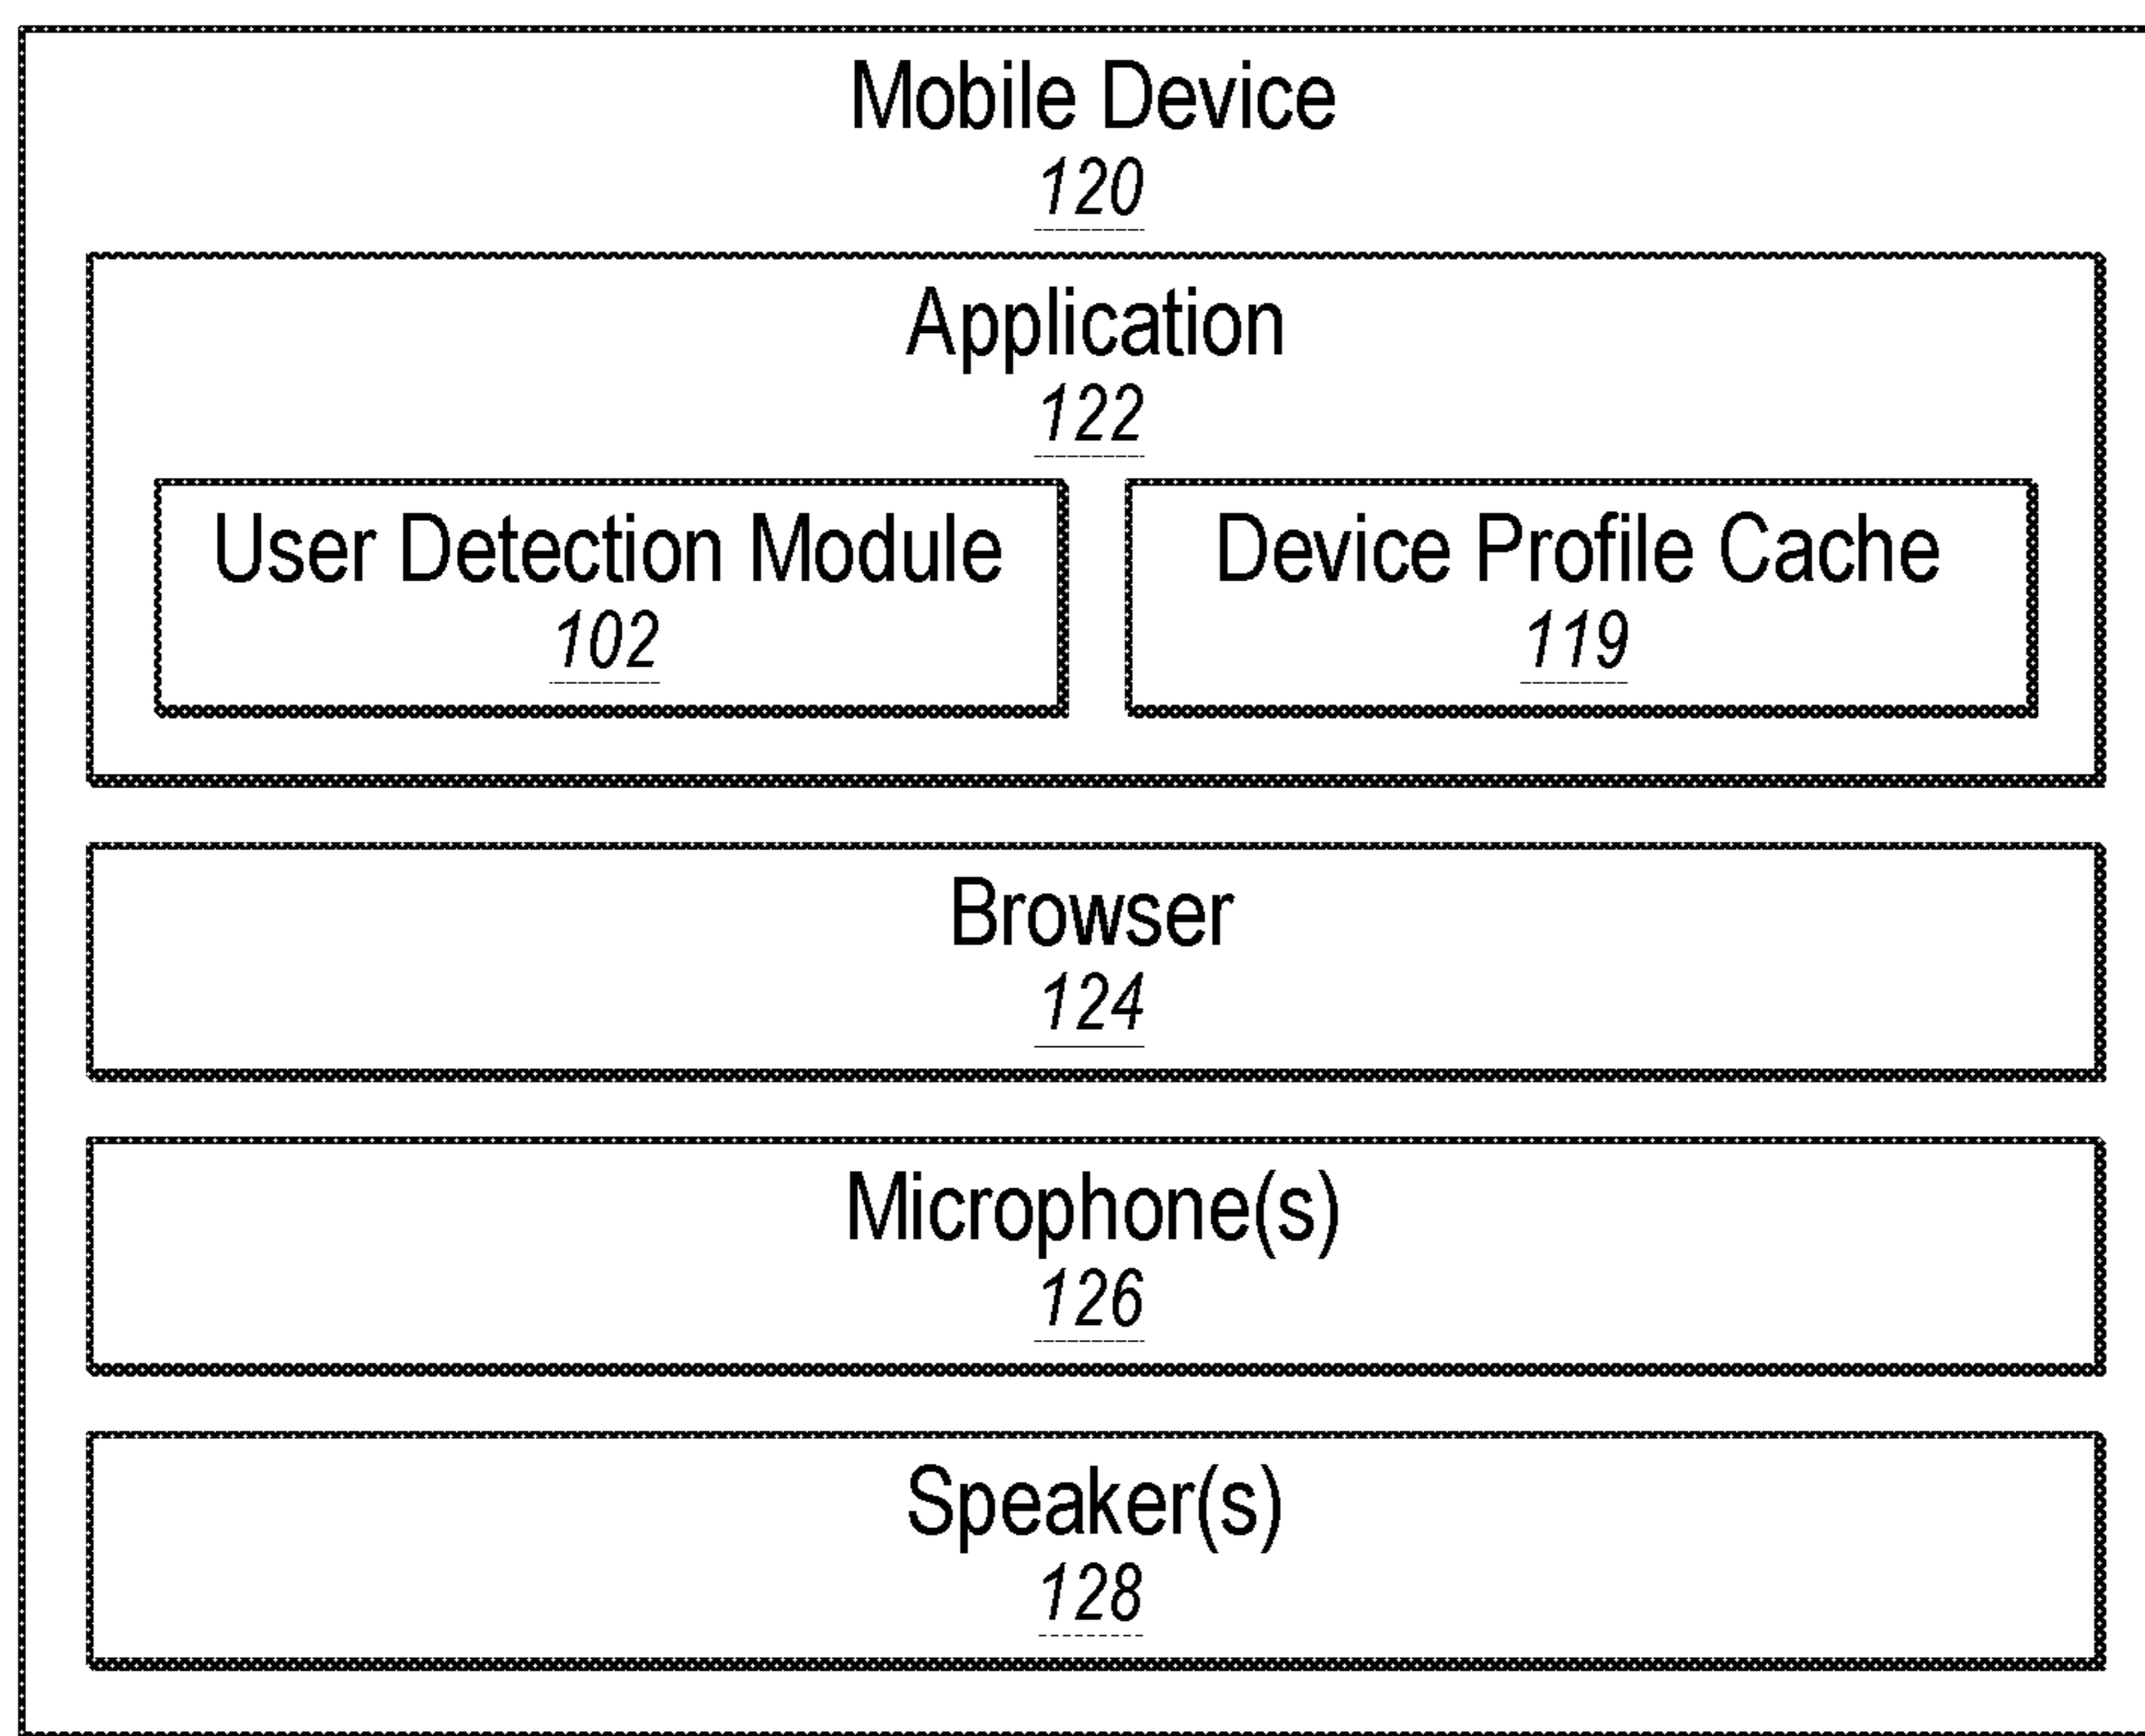 Mobile Device
120
Application
122
User Detection Module
102
Device Profile Cache
119
Browser
124
Microphone(s)
126
Speaker(s)
128